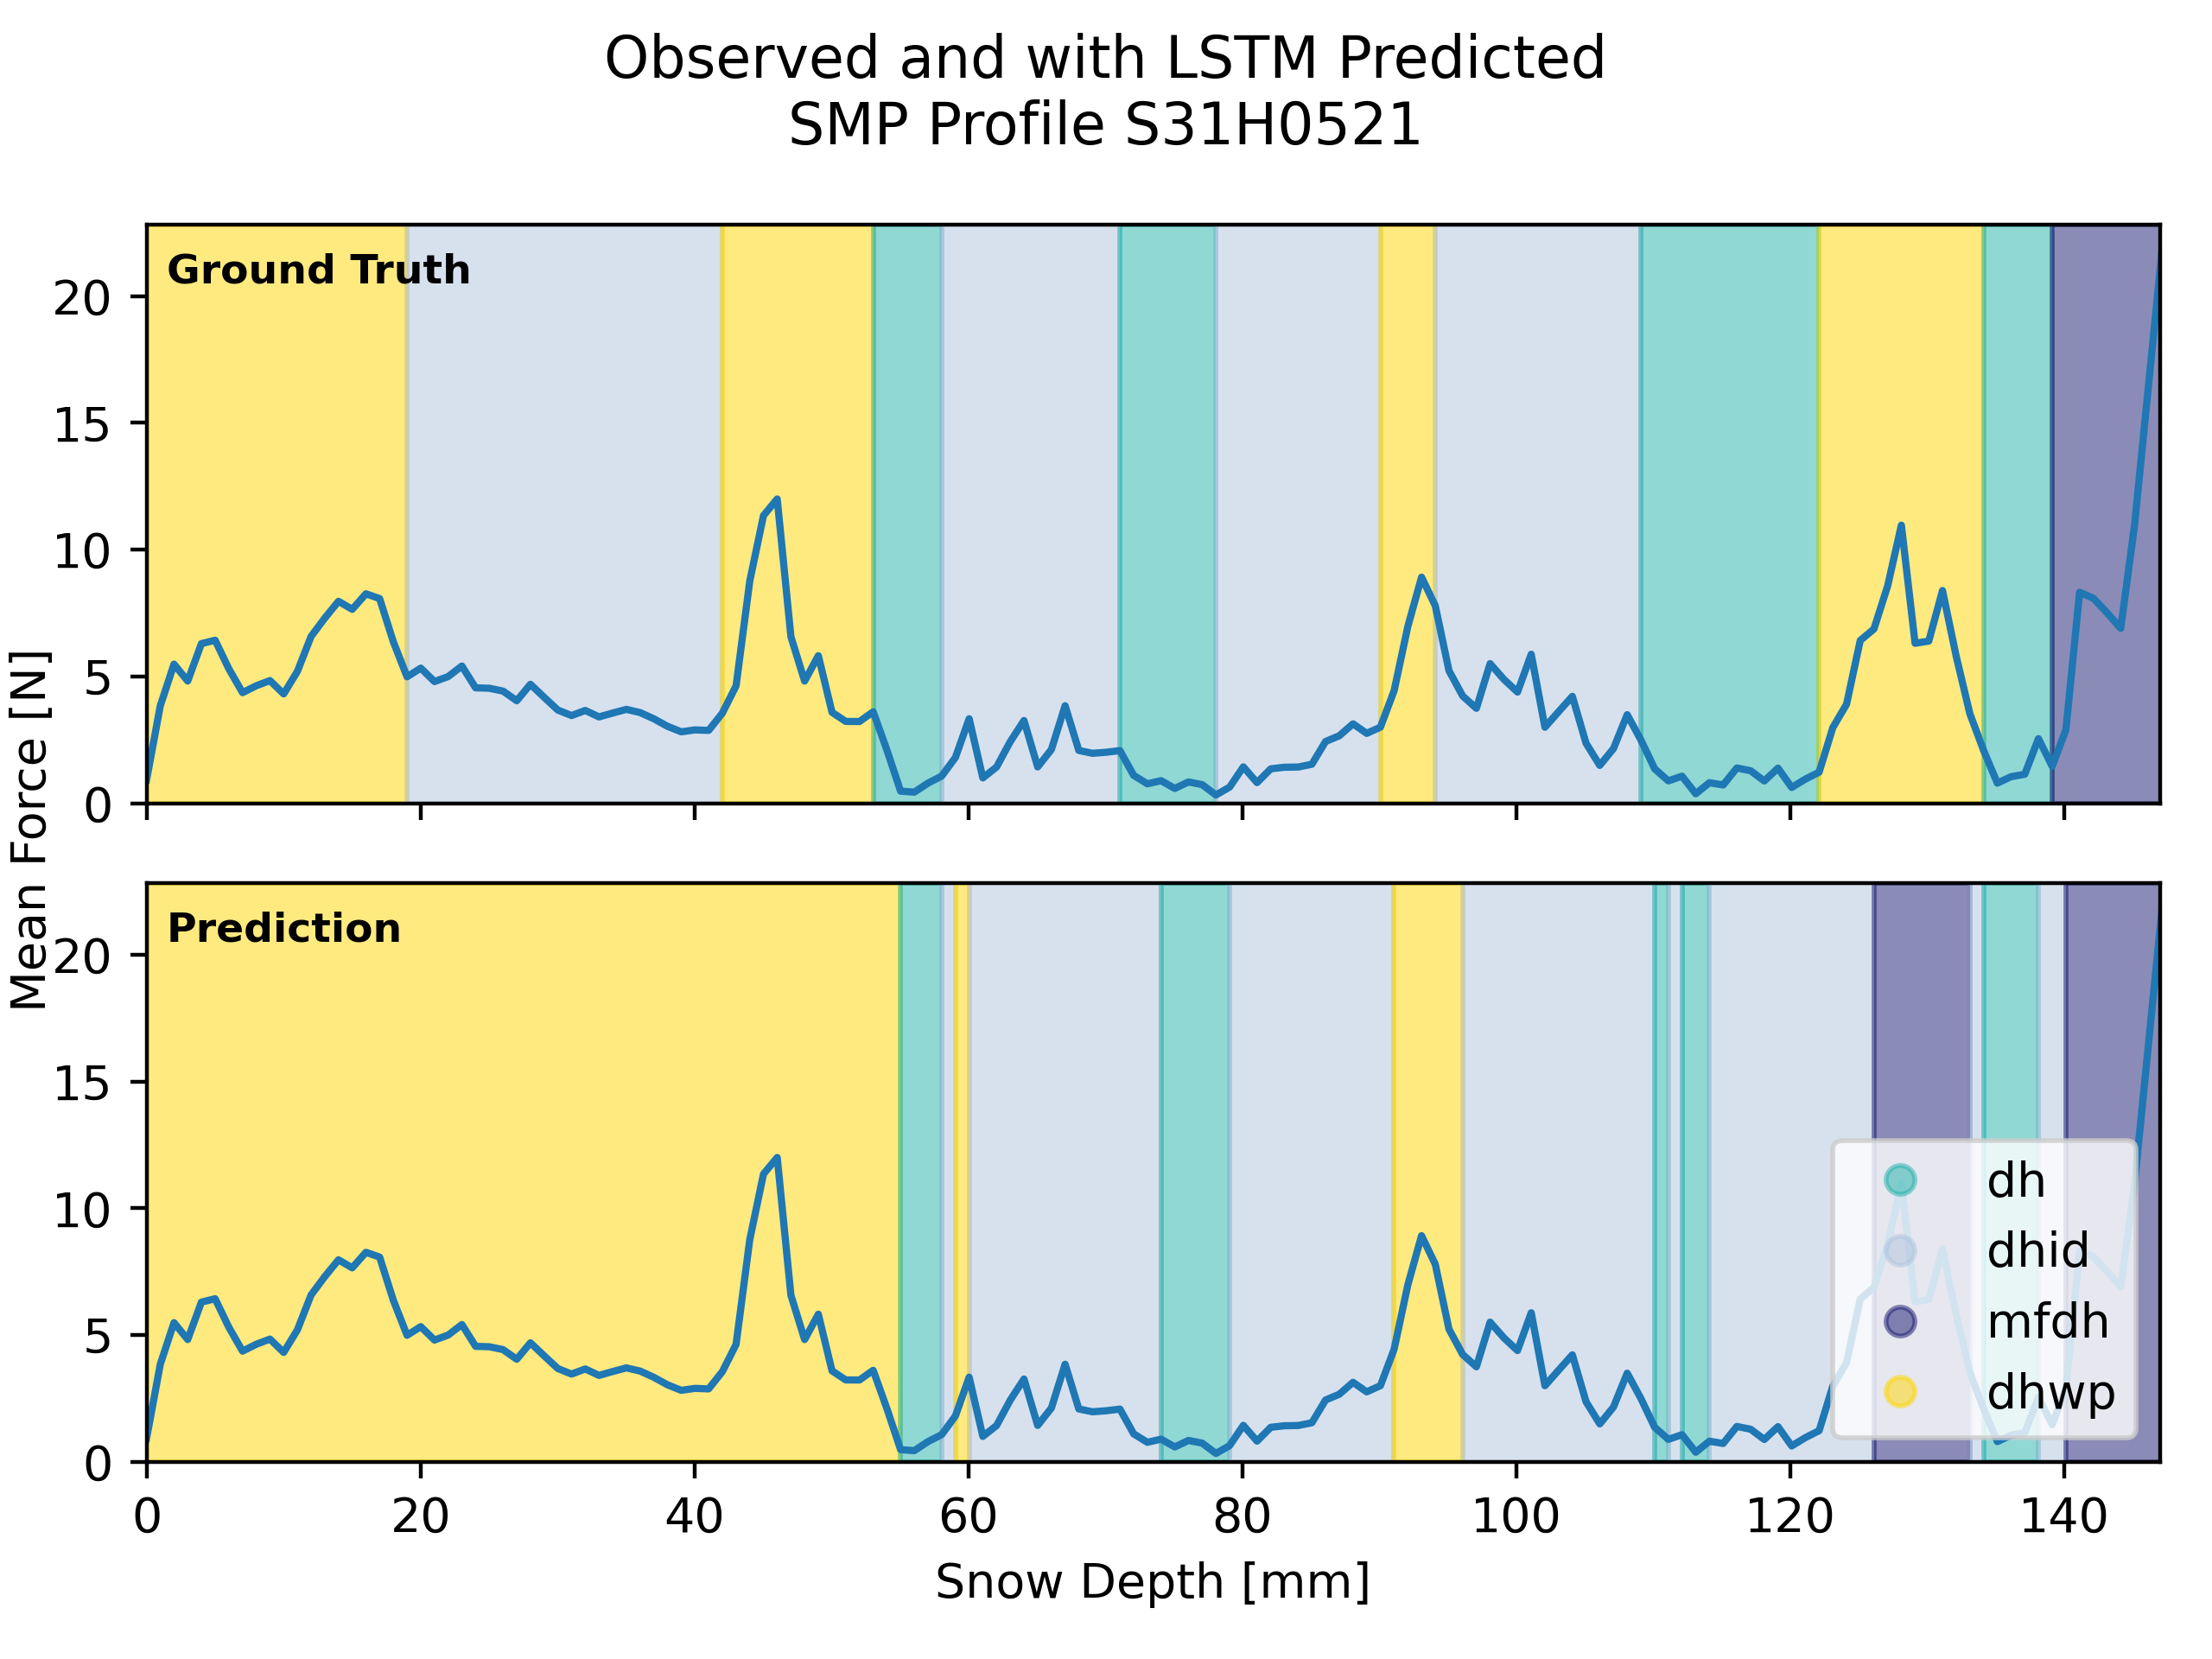 Observed and with LSTM Predicted
SMP Profile S31H0521
Ground Truth
20
15
10
5
0
Mean Force [N]
Prediction
20
15
10
5
0
dh
dhid
mfdh
dhwp
0 20 40 60 80 100 120 140
Snow Depth [mm]